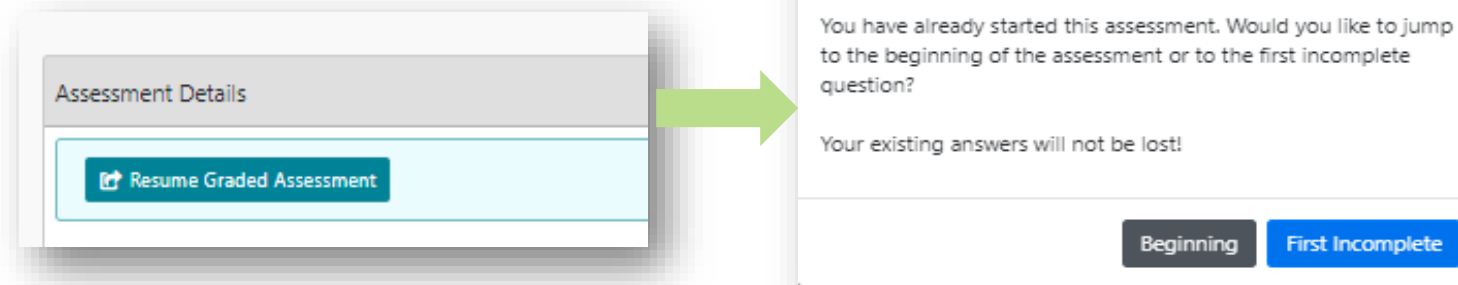 Assessment Details
Resume Graded Assessment
You have already started this assessment. Would you like to jump
to the beginning of the assessment or to the first incomplete
question?
Your existing answers will not be lost!
Beginning
First Incomplete